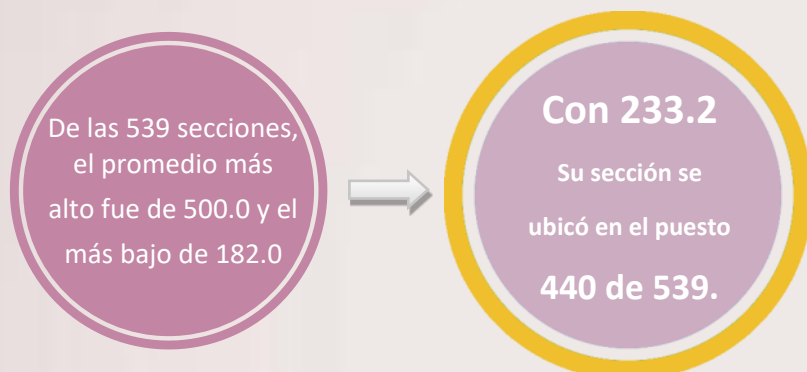 De las 539 secciones,
el promedio más
alto fue de 500.0 y el
más bajo de 182.0
Con 233.2
Su sección se
ubicó en el puesto
440 de 539.